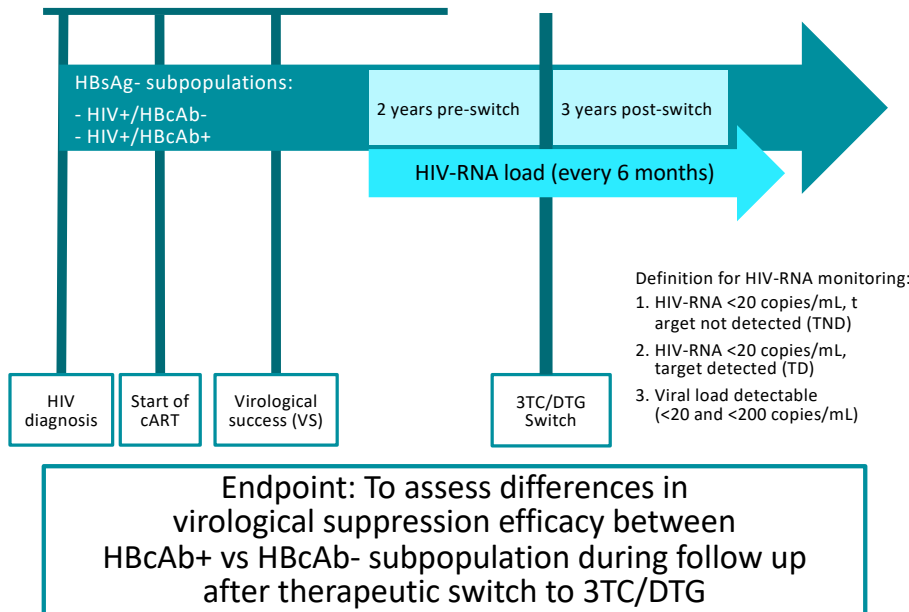 HBsAg- subpopulations:
- HIV+/HBcAb-
- HIV+/HBcAb+
2 years pre-switch
3 years post-switch
HIV-RNA load (every 6 months)
Definition for HIV-RNA monitoring:
1. HIV-RNA <20 copies/mL, t
arget not detected (TND)
2. HIV-RNA <20 copies/mL,
target detected (TD)
3. Viral load detectable
(<20 and <200 copies/mL)
HIV
diagnosis
Start of
cART
Virological
success (VS)
3TC/DTG
Switch
Endpoint: To assess differences in
virological suppression efficacy between
HBcAb+ vs HBcAb- subpopulation during follow up
after therapeutic switch to 3TC/DTG